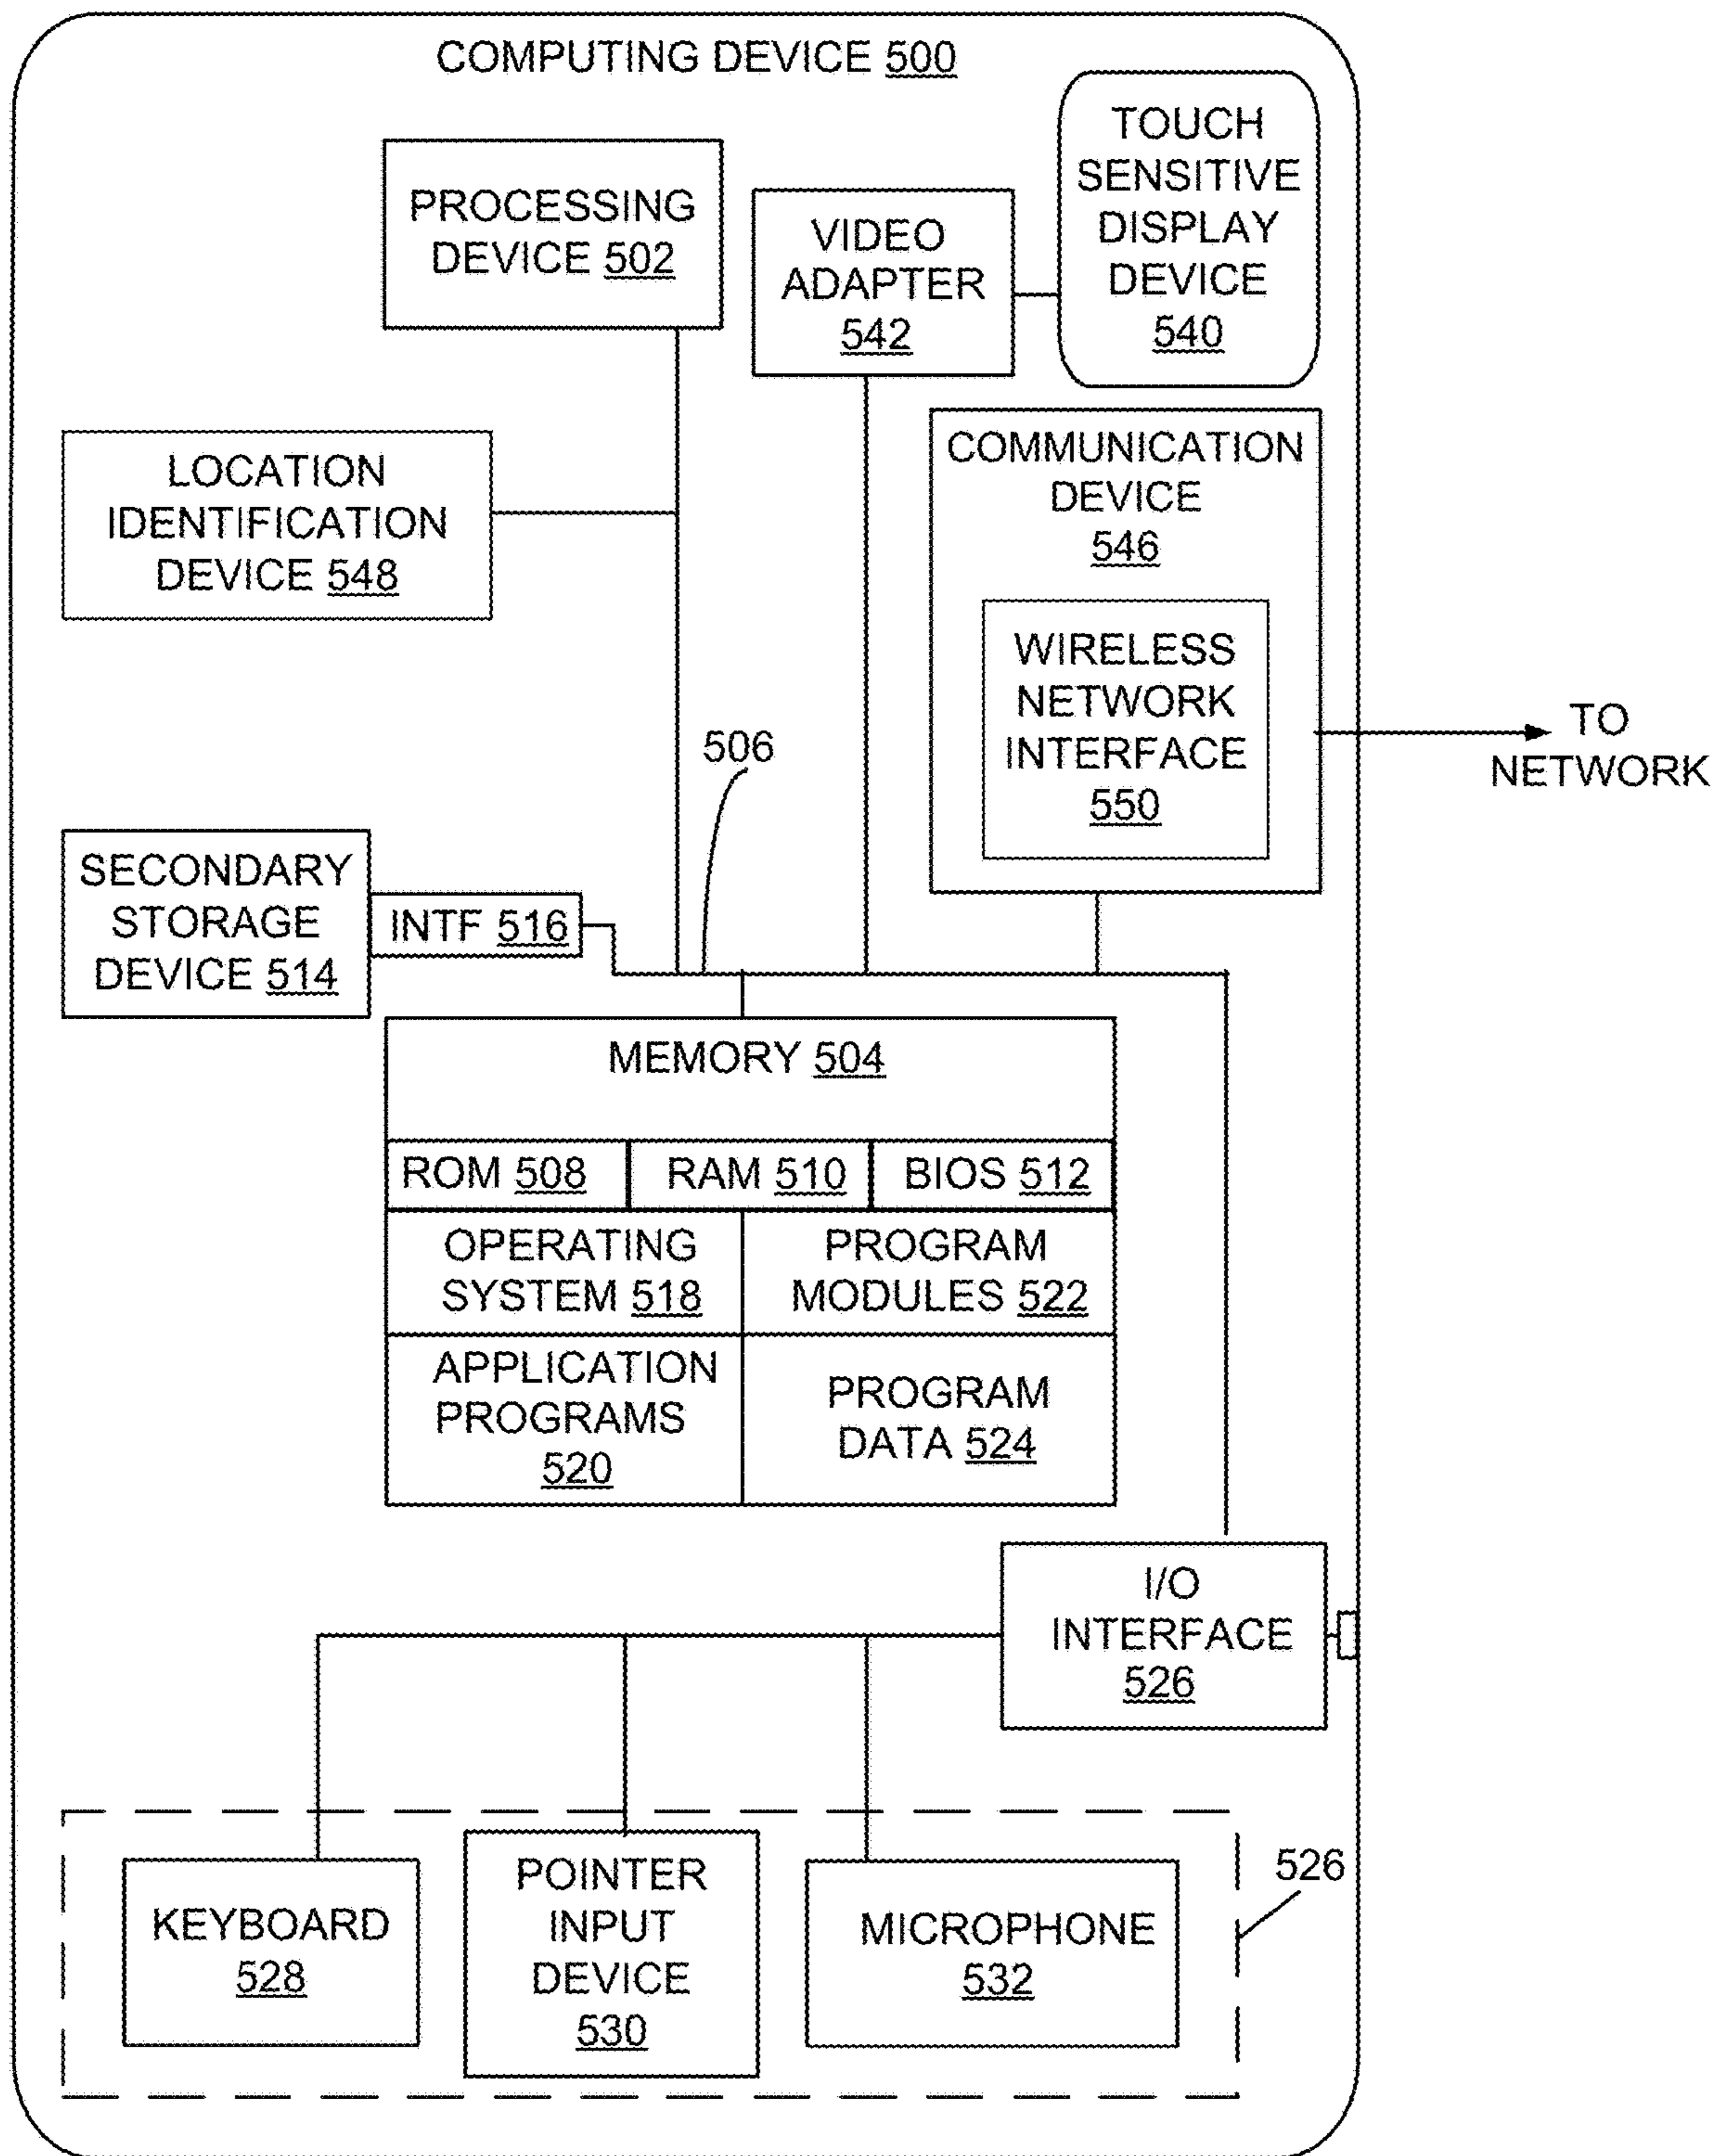 COMPUTING DEVICE 500
PROCESSING
DEVICE 502
VIDEO
ADAPTER
542
TOUCH
SENSITIVE
DISPLAY
DEVICE
540
LOCATION
IDENTIFICATION
DEVICE 548
COMMUNICATION
DEVICE
546
WIRELESS
NETWORK
INTERFACE
550
TO
NETWORK
506
SECONDARY
STORAGE
DEVICE 514
INTF 516
MEMORY 504
ROM 508
RAM 510
BIOS 512
OPERATING
SYSTEM 518
PROGRAM
MODULES 522
APPLICATION
PROGRAMS
520
PROGRAM
DATA 524
I/O
INTERFACE
526
526
KEYBOARD
528
POINTER
INPUT
DEVICE
530
MICROPHONE
532